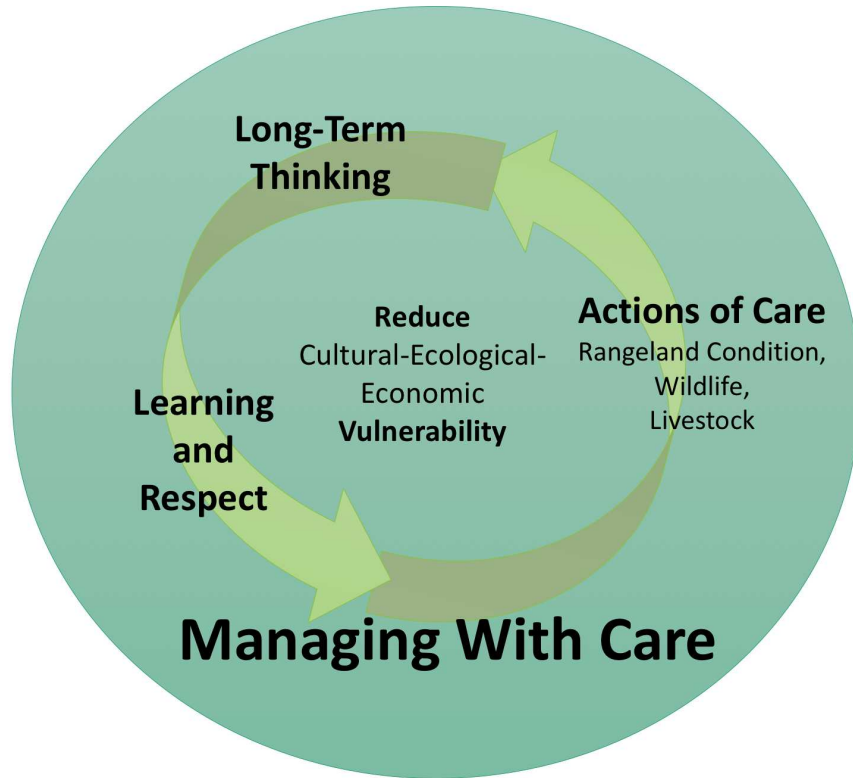 Long-Term
Thinking
Reduce
Cultural-Ecological-
Economic
Vulnerability
Actions of Care
Rangeland Condition,
Wildlife,
Livestock
Learning
and
Respect
Managing With Care